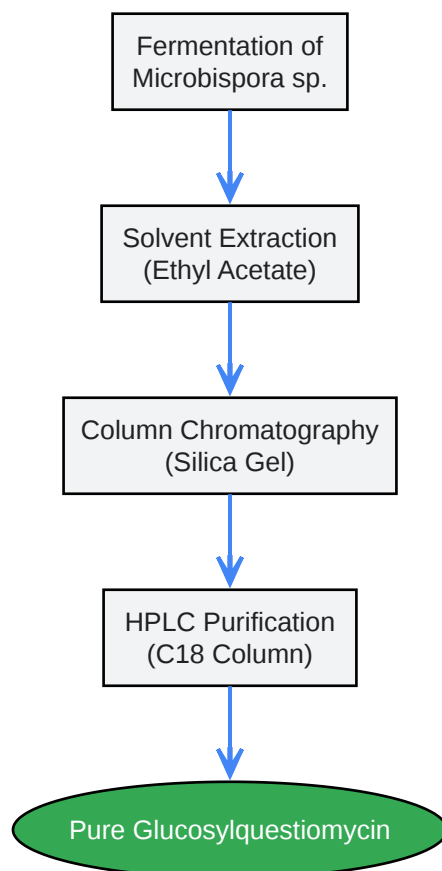 Fermentation of
Microbispora sp.
Solvent Extraction
(Ethyl Acetate)
Column Chromatography
(Silica Gel)
HPLC Purification
(C18 Column)
Pure Glucosylquestiomycin